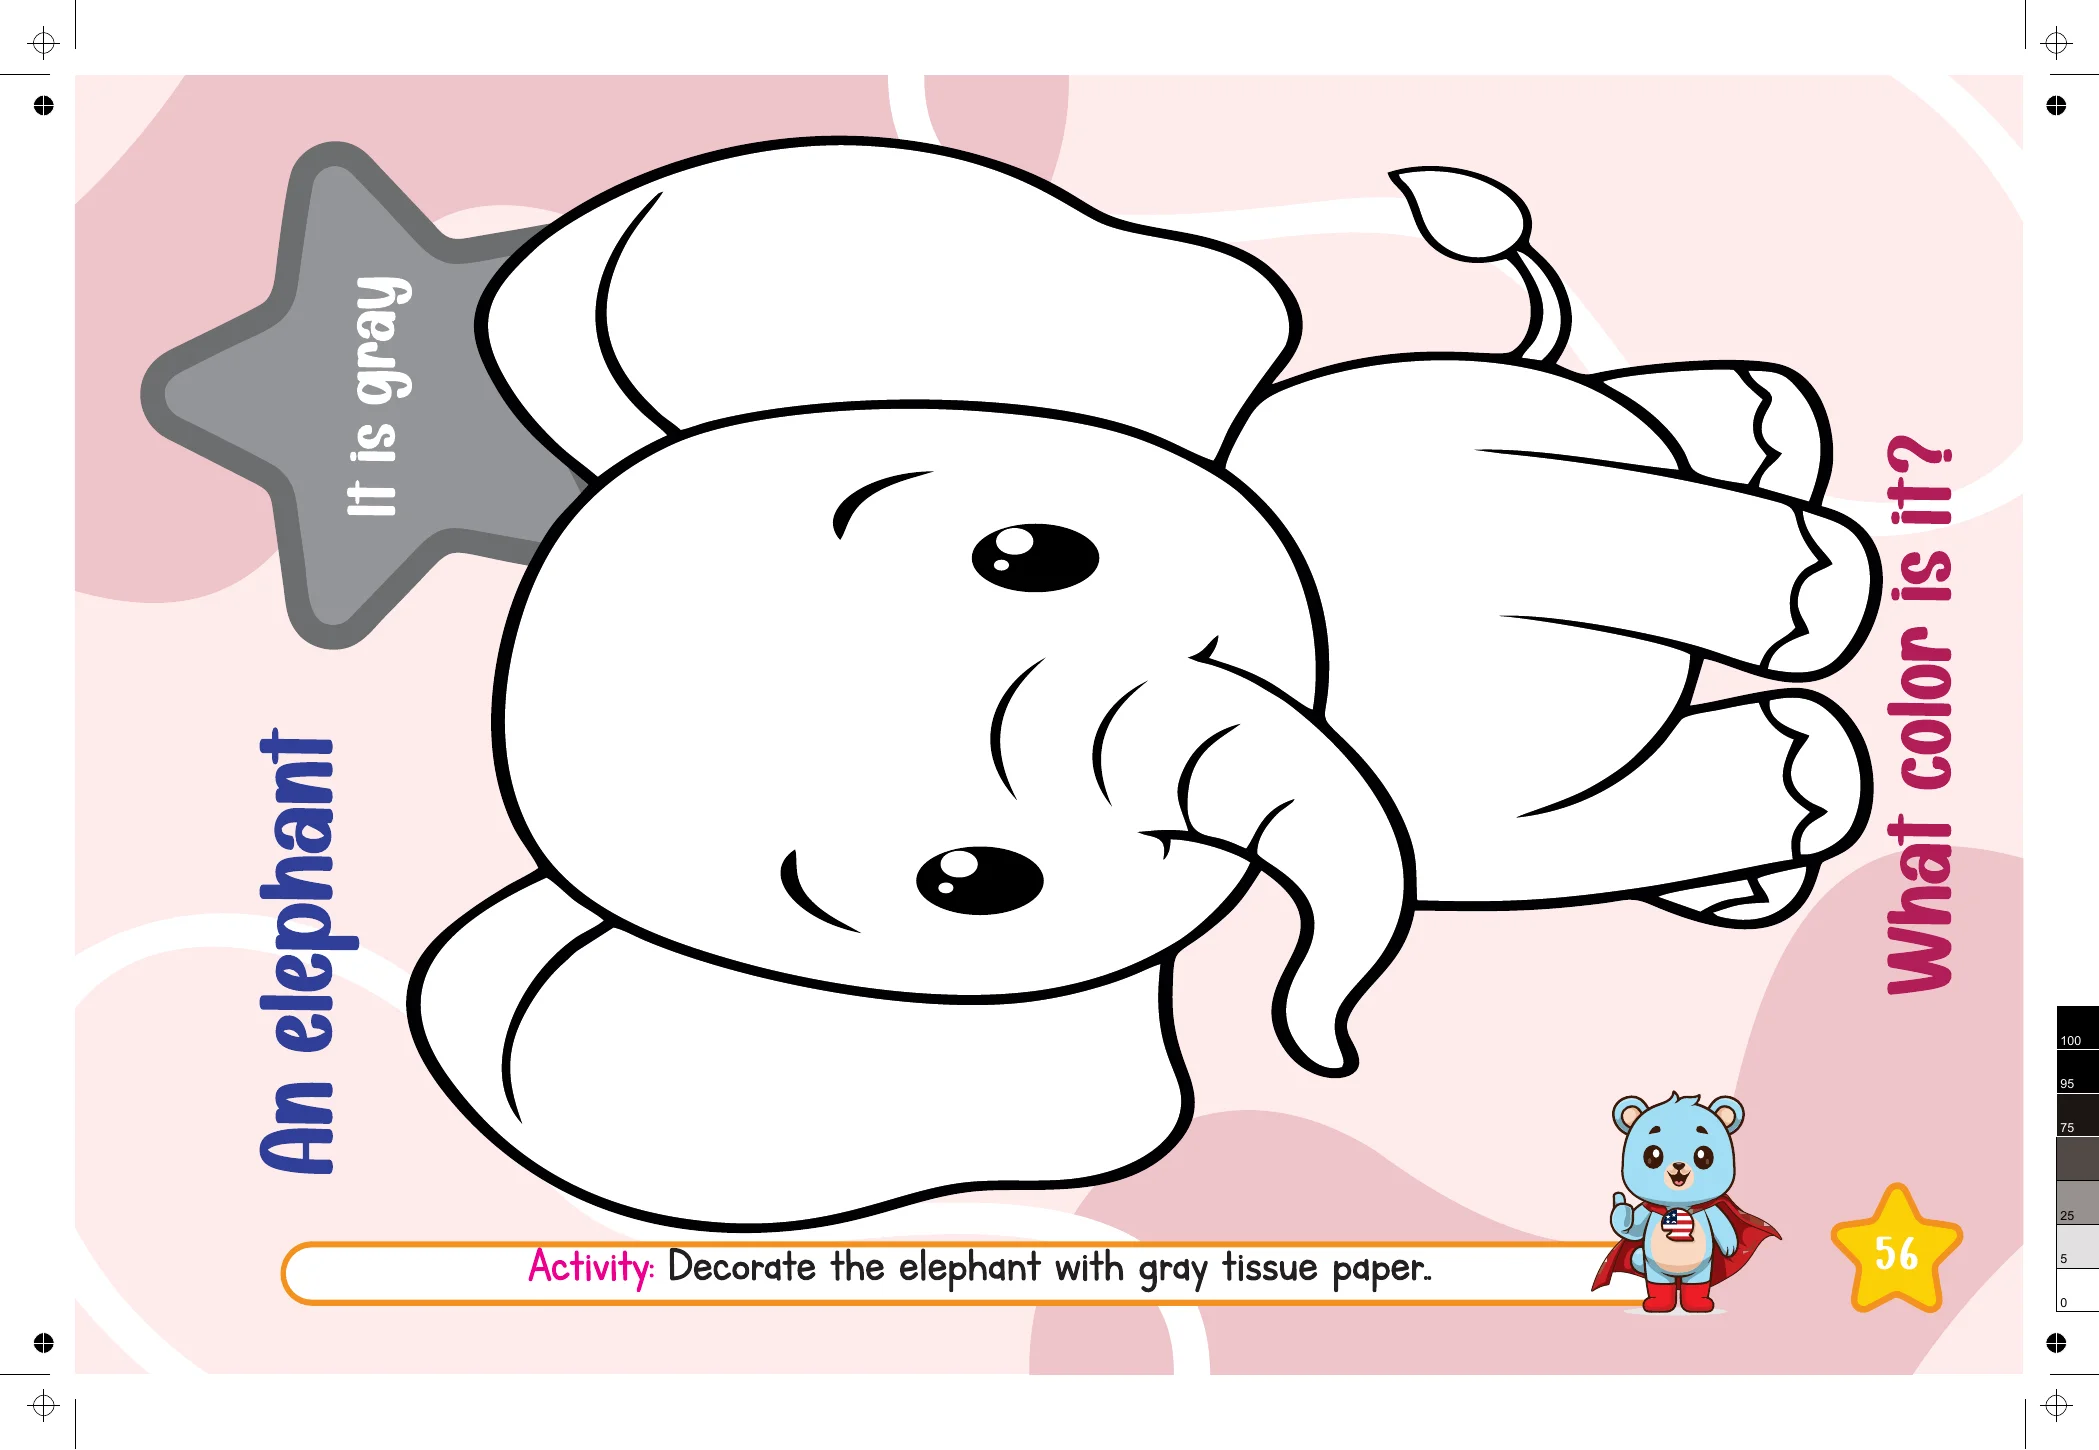 An elephant
It is gray
What color is it?
Activity: Decorate the elephant with gray tissue paper..
56
100
95
75
25
5
0